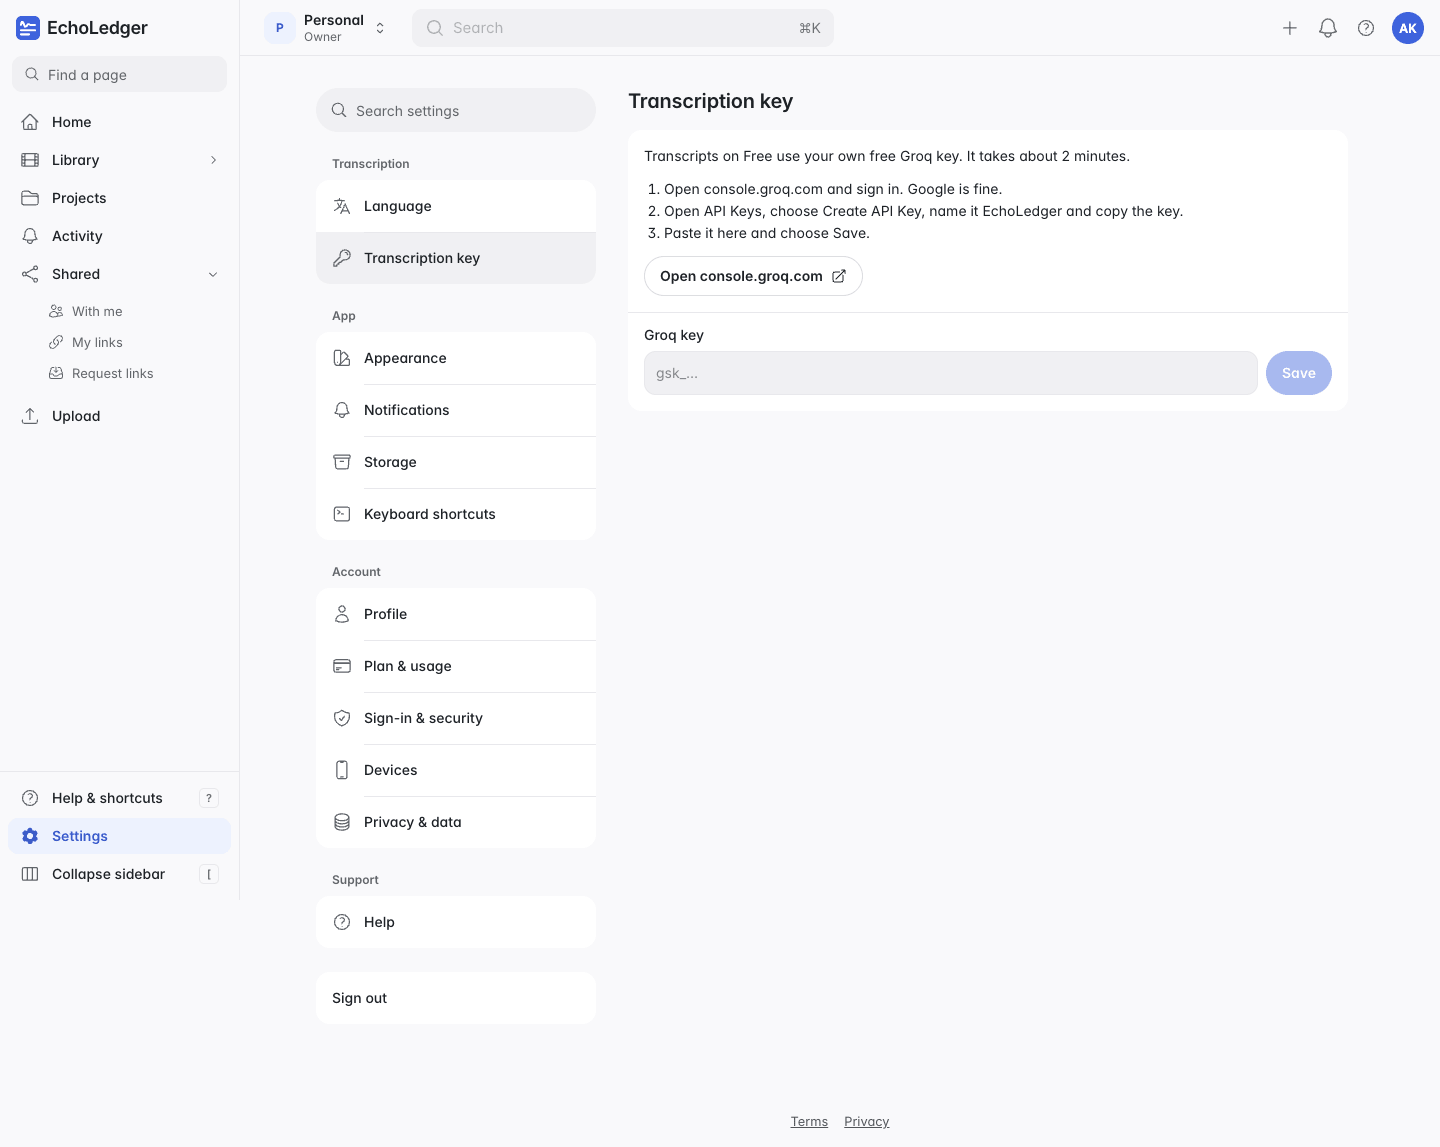 EchoLedger
Find a page
Home
Library
Projects
Activity
Shared
With me
My links
Request links
Upload
Help & shortcuts ?
Settings
Collapse sidebar [
P
Personal
Owner
Search ⌘K
AK
Search settings
Transcription
Language
Transcription key
App
Appearance
Notifications
Storage
Keyboard shortcuts
Account
Profile
Plan & usage
Sign-in & security
Devices
Privacy & data
Support
Help
Sign out
Transcription key
Transcripts on Free use your own free Groq key. It takes about 2 minutes.
1. Open console.groq.com and sign in. Google is fine.
2. Open API Keys, choose Create API Key, name it EchoLedger and copy the key.
3. Paste it here and choose Save.
Open console.groq.com
Groq key
gsk_...
Save
Terms Privacy